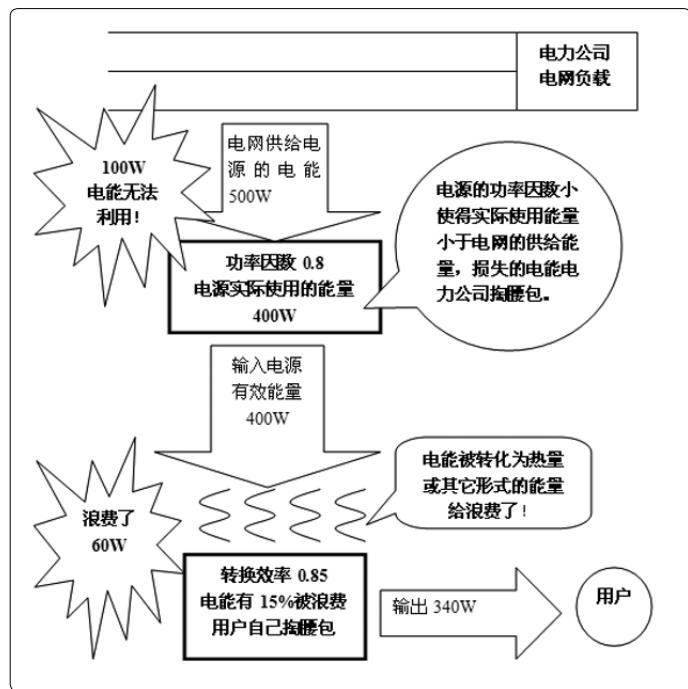 电力公司
电网负载
100W
电能无法
利用！
电网供给电
源的电能
500W
电源的功率因数小
使得实际使用能量
小于电网的供给能
量，损失的电能电
力公司掏腰包。
功率因数 0.8
电源实际使用的能量
400W
输入电源
有效能量
400W
电能被转化为热量
或其它形式的能量
给浪费了！
浪费了
60W
转换效率 0.85
电能有 15%被浪费
用户自己掏腰包
输出 340W
用户